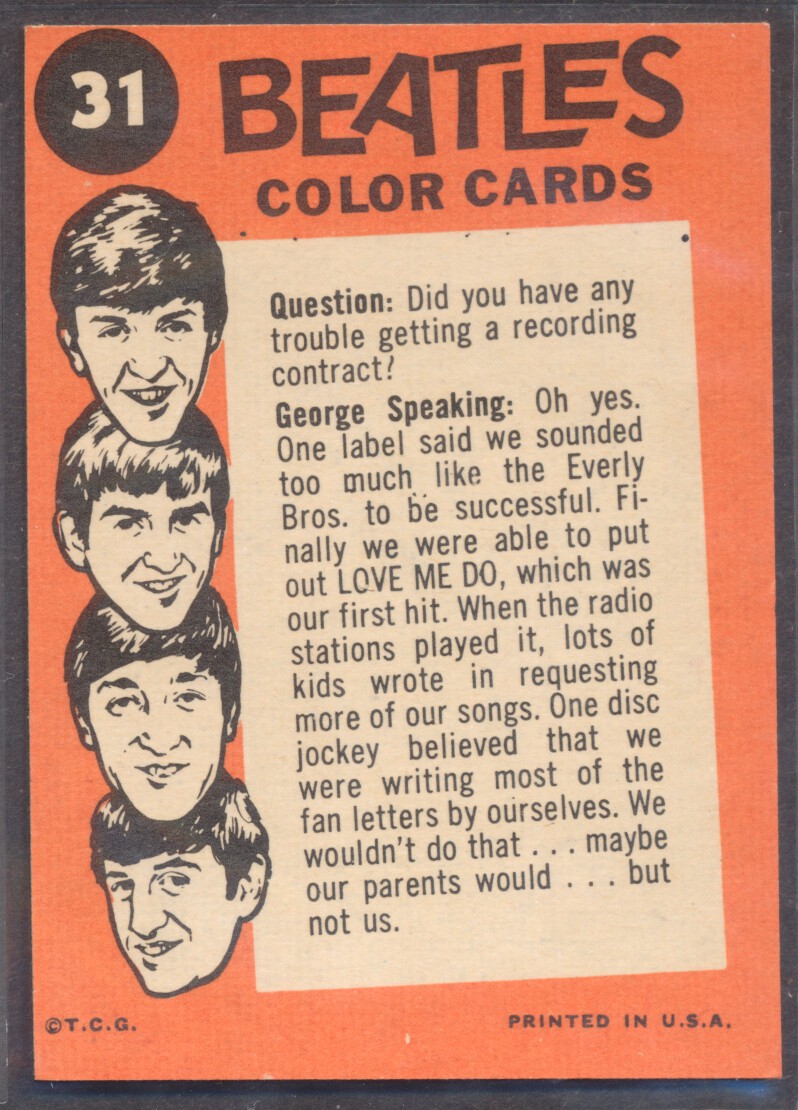 31
BEATLES
COLOR CARDS
Question: Did you have any
trouble getting a recording
contract?
George Speaking: Oh yes.
One label said we sounded
too much like the Everly
Bros. to be successful. Fi-
nally we were able to put
out LOVE ME DO, which was
our first hit. When the radio
stations played it, lots of
kids wrote in requesting
more of our songs. One disc
jockey believed that we
were writing most of the
fan letters by ourselves. We
wouldn't do that . . . maybe
our parents would . . . but
not us.
©T.C.G.
PRINTED IN U.S.A.